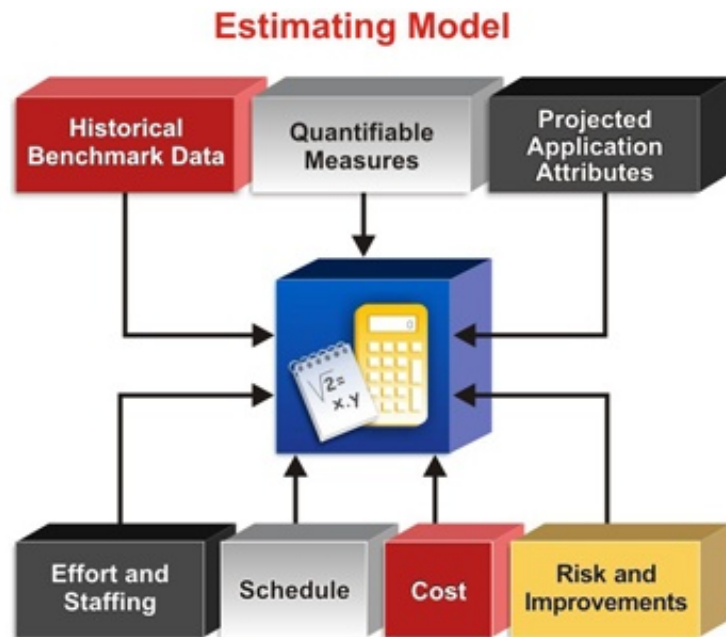 Estimating Model
Historical
Benchmark Data
Quantifiable
Measures
Projected
Application
Attributes
0
√2=
x.y
Effort and
Staffing
Schedule
Cost
Risk and
Improvements